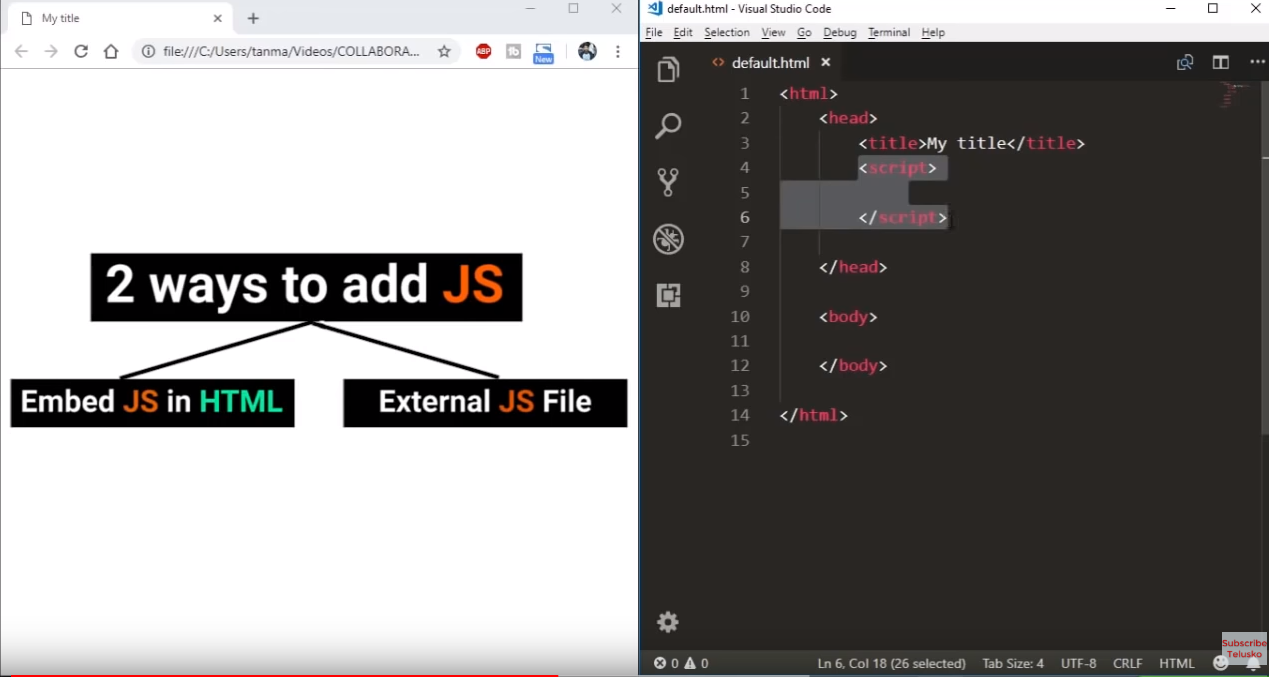 My title
file:///C:/Users/tanma/Videos/COLLABORA...
ABP
New
2 ways to add JS
Embed JS in HTML
External JS File
default.html - Visual Studio Code
File Edit Selection View Go Debug Terminal Help
default.html
1 <html>
2 <head>
3 <title>My title</title>
4 <script>
5
6 </script>
7
8 </head>
9
10 <body>
11
12 </body>
13
14 </html>
15
0 0 Ln 6, Col 18 (26 selected) Tab Size: 4 UTF-8 CRLF HTML
Subscribe
Telusko